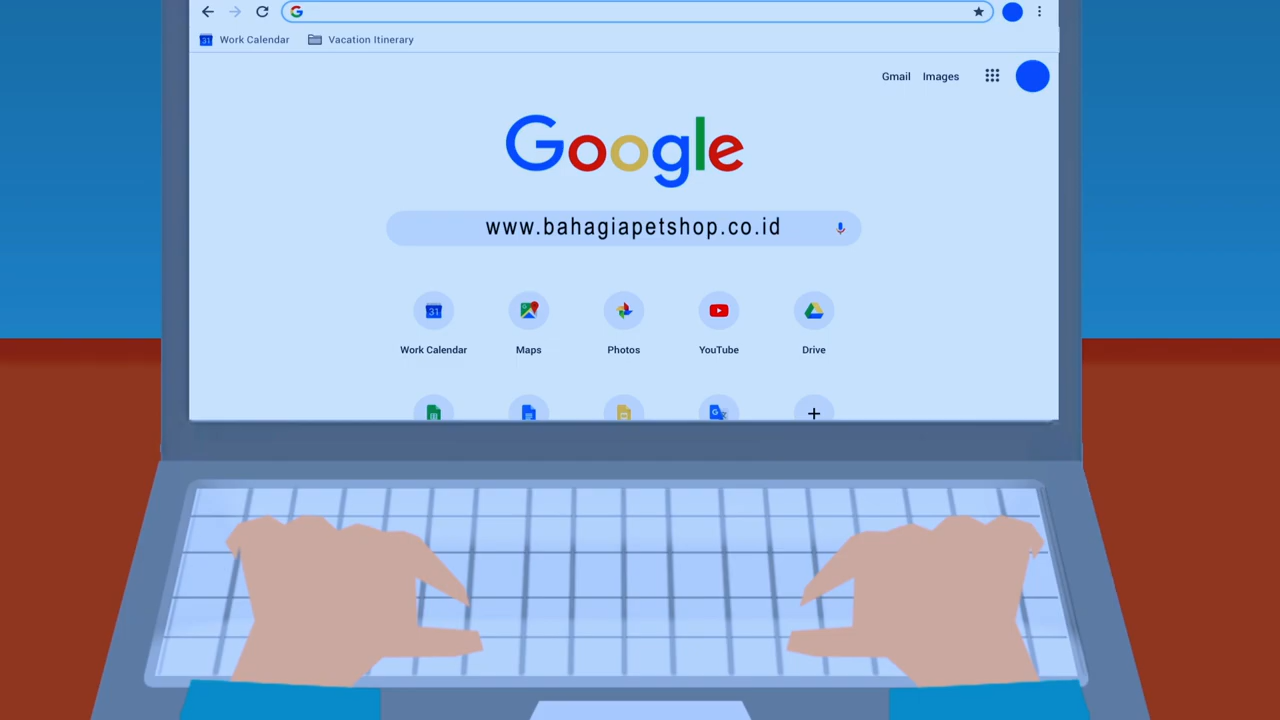 Work Calendar Vacation Itinerary
Gmail Images
Google
www.bahagiapetshop.co.id
Work Calendar Maps Photos YouTube Drive